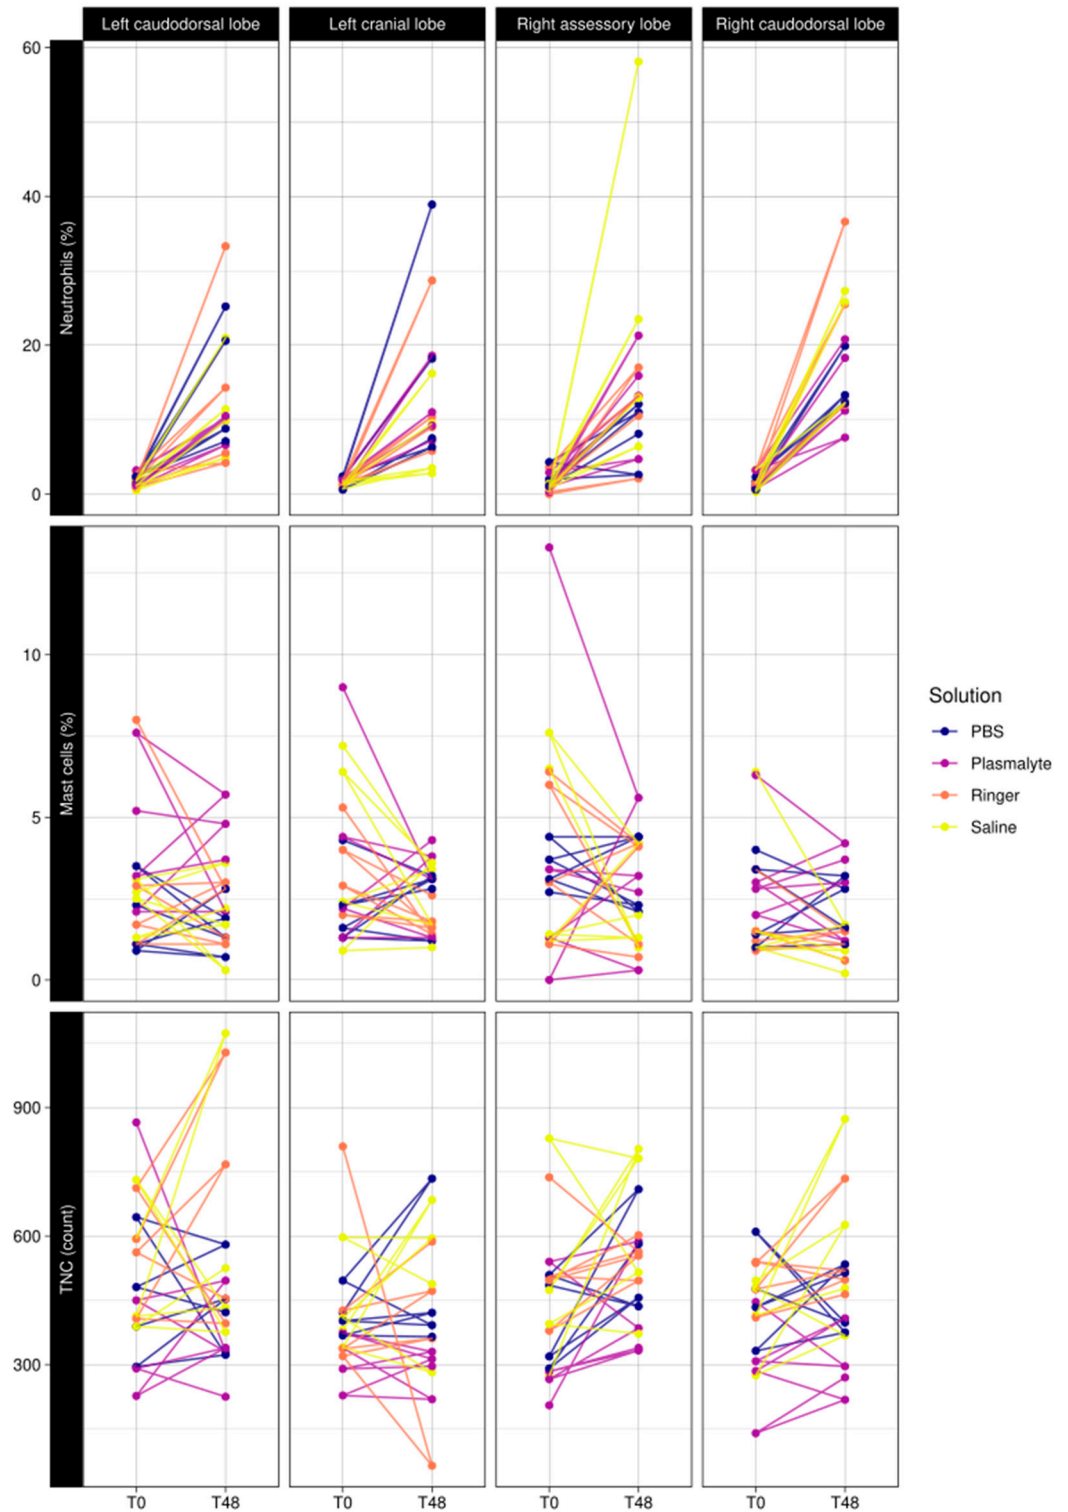 Left caudodorsal lobe
Left cranial lobe
Right assessory lobe
Right caudodorsal lobe
60
40
20
0
Neutrophils (%)
10
5
0
Mast cells (%)
900
600
300
TNC (count)
T0
T48
T0
T48
T0
T48
T0
T48
Solution
PBS
Plasmalyte
Ringer
Saline